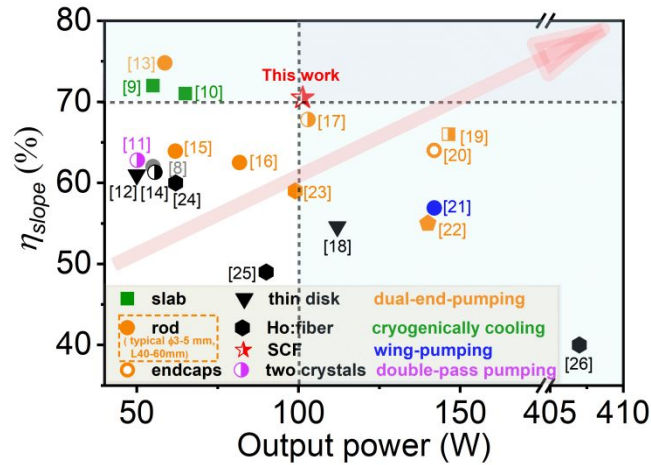 80
70
60
50
40
η_slope (%)
[13]
[9]
[10]
This work
[17]
[11]
[15]
[16]
[19]
[20]
[8]
[12]
[14]
[24]
[23]
[21]
[22]
[18]
[25]
[26]
slab
thin disk
dual-end-pumping
rod
( typical ϕ3-5 mm,
L40-60mm)
Ho:fiber
cryogenically cooling
SCF
wing-pumping
endcaps
two crystals
double-pass pumping
50
100
150
405
410
Output power (W)